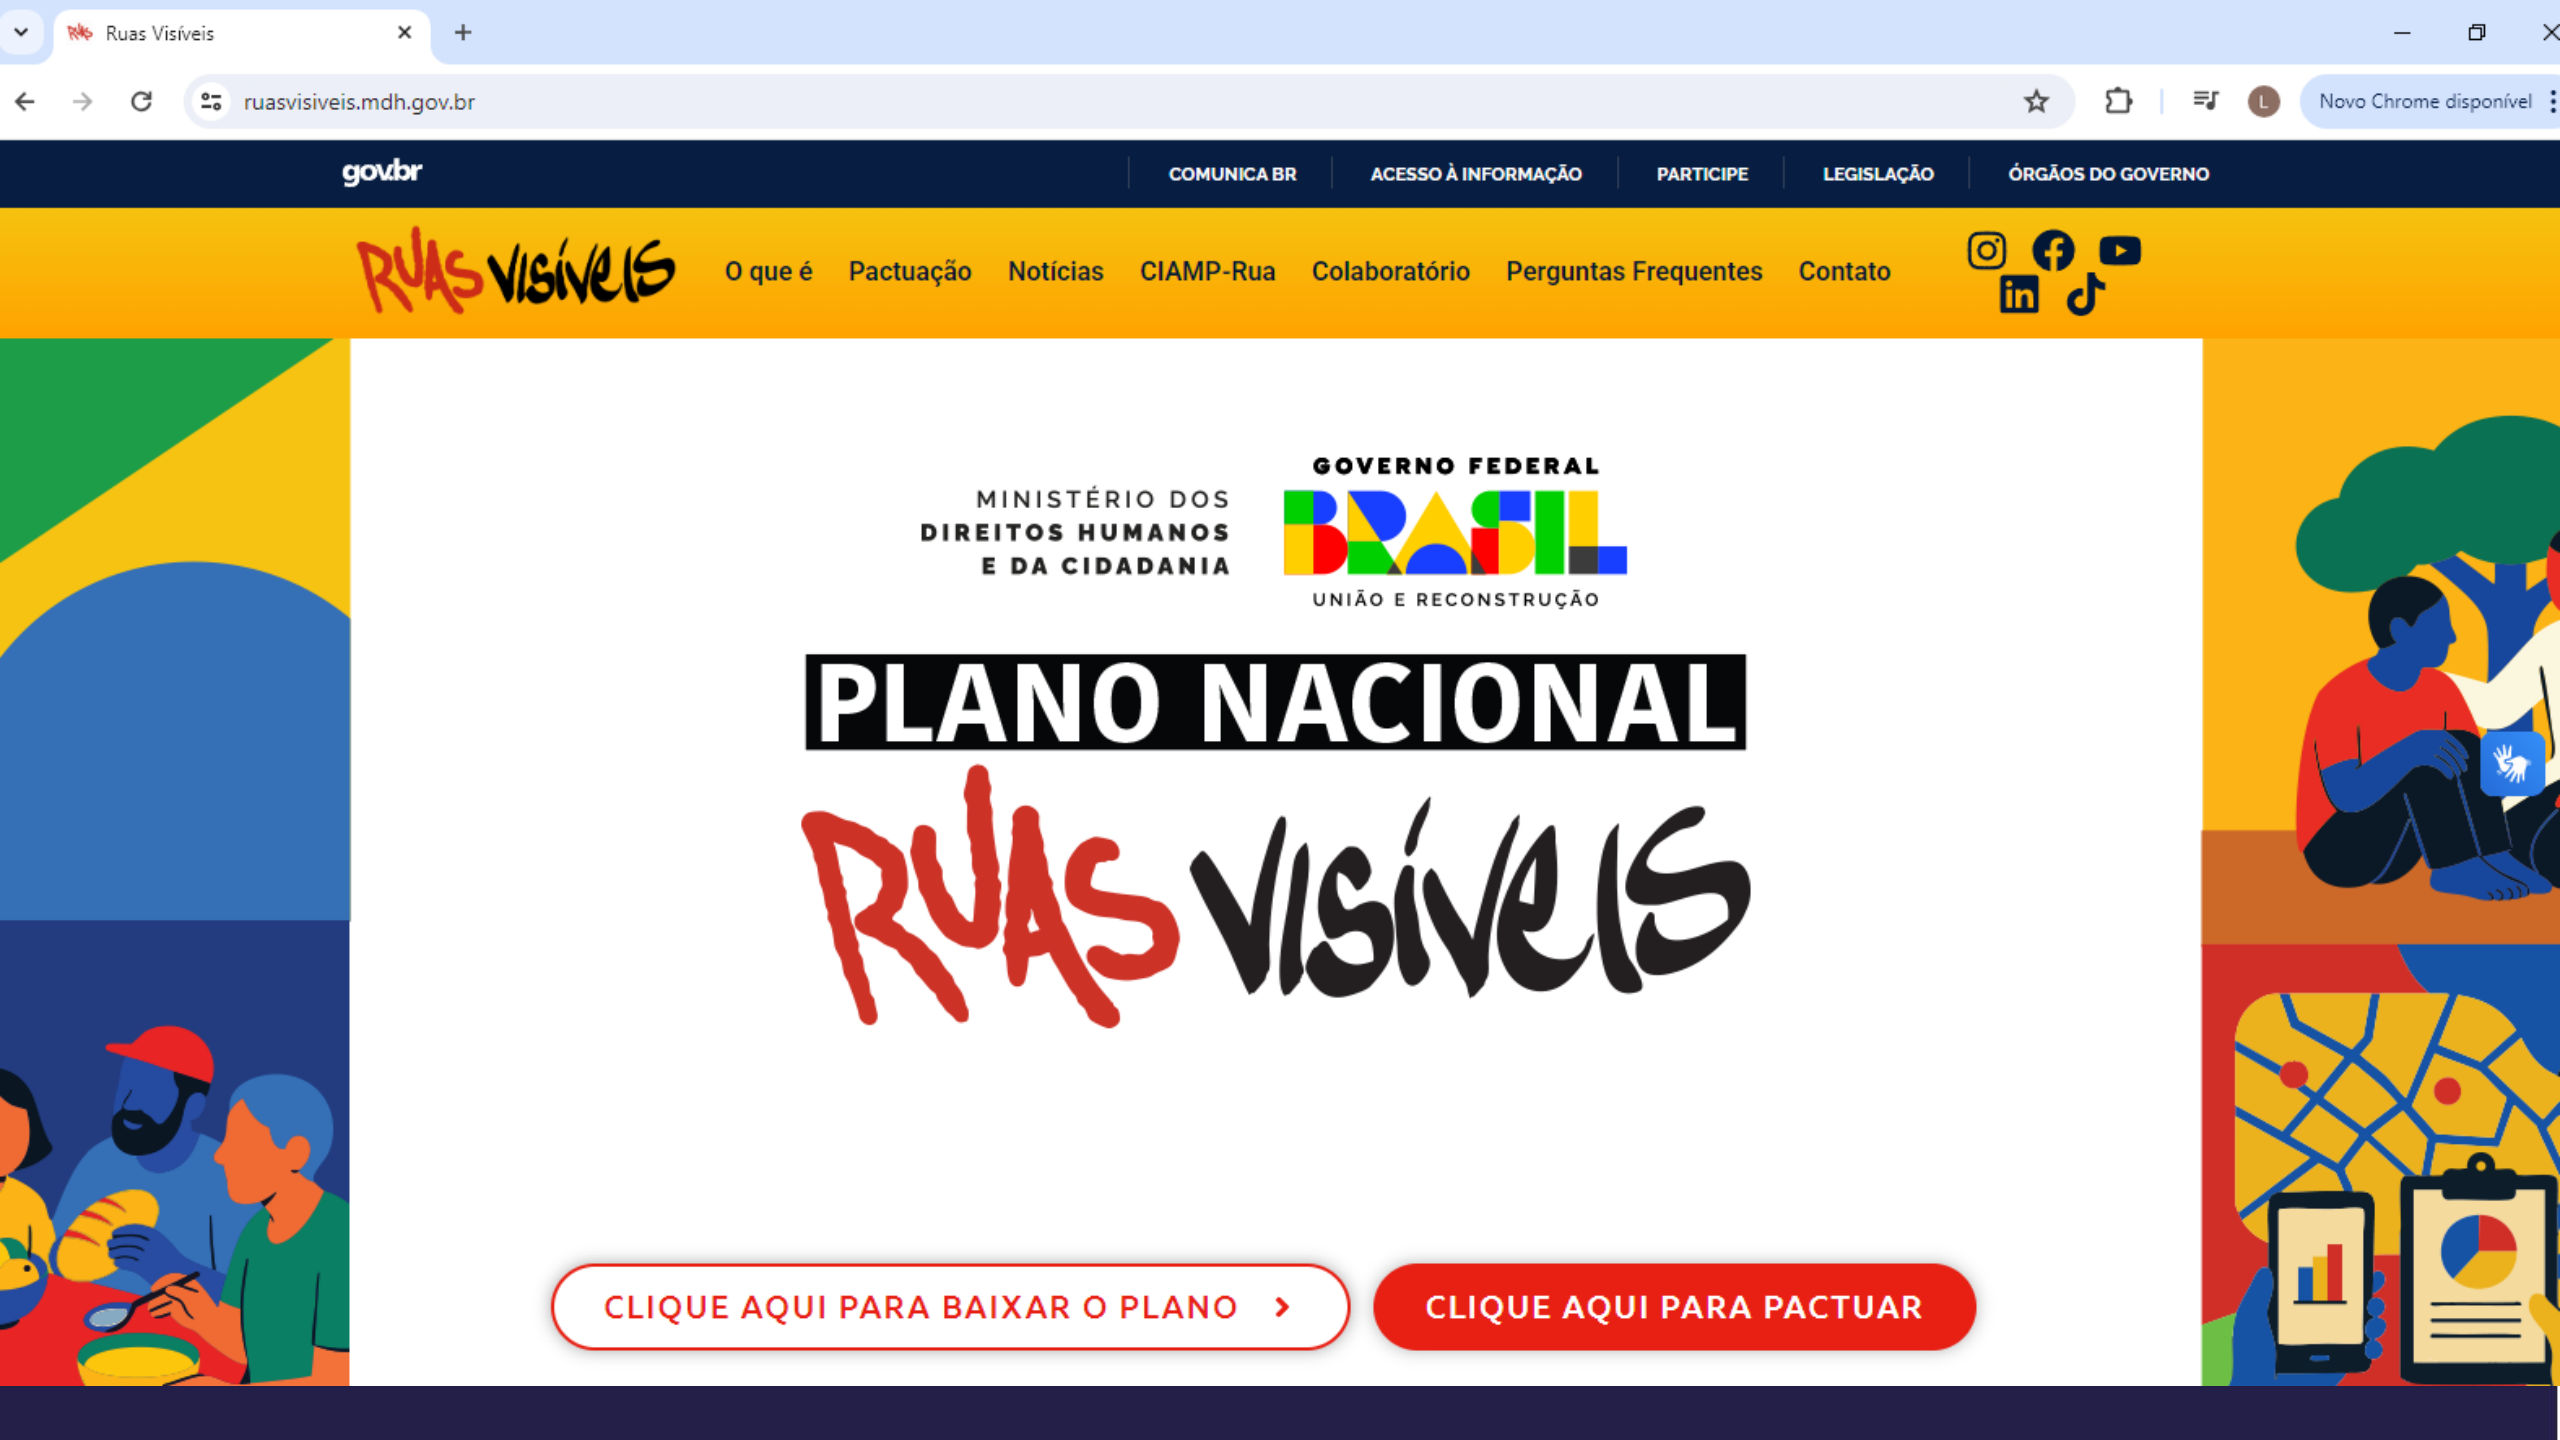 Ruas Visíveis
ruasvisiveis.mdh.gov.br
L
Novo Chrome disponível
gov.br
COMUNICA BR
ACESSO À INFORMAÇÃO
PARTICIPE
LEGISLAÇÃO
ÓRGÃOS DO GOVERNO
RUAS VISÍVEIS
O que é
Pactuação
Notícias
CIAMP-Rua
Colaboratório
Perguntas Frequentes
Contato
MINISTÉRIO DOS
DIREITOS HUMANOS
E DA CIDADANIA
GOVERNO FEDERAL
BRASIL
UNIÃO E RECONSTRUÇÃO
PLANO NACIONAL
RUAS VISÍVEIS
CLIQUE AQUI PARA BAIXAR O PLANO
CLIQUE AQUI PARA PACTUAR